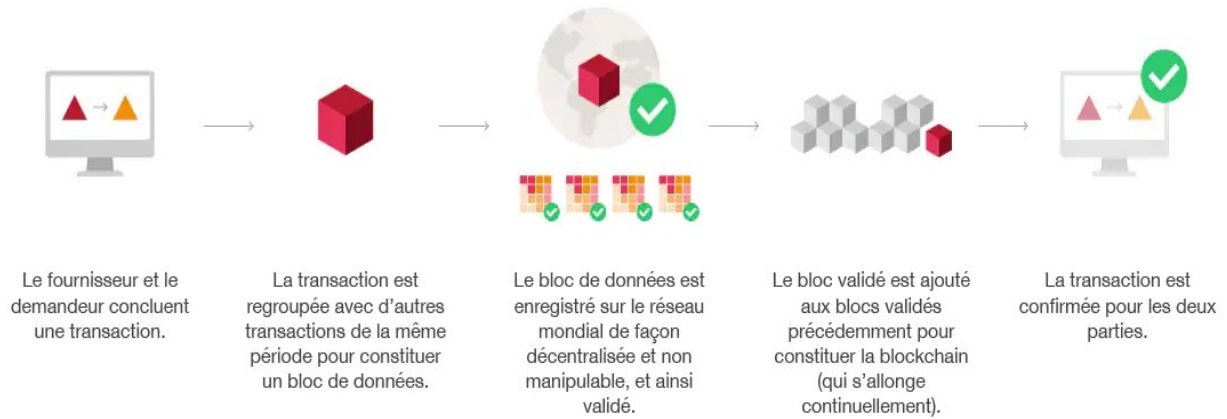 Le fournisseur et le
demandeur concluent
une transaction.
La transaction est
regroupée avec d'autres
transactions de la même
période pour constituer
un bloc de données.
Le bloc de données est
enregistré sur le réseau
mondial de façon
décentralisée et non
manipulable, et ainsi
validé.
Le bloc validé est ajouté
aux blocs validés
précédemment pour
constituer la blockchain
(qui s'allonge
continuellement).
La transaction est
confirmée pour les deux
parties.